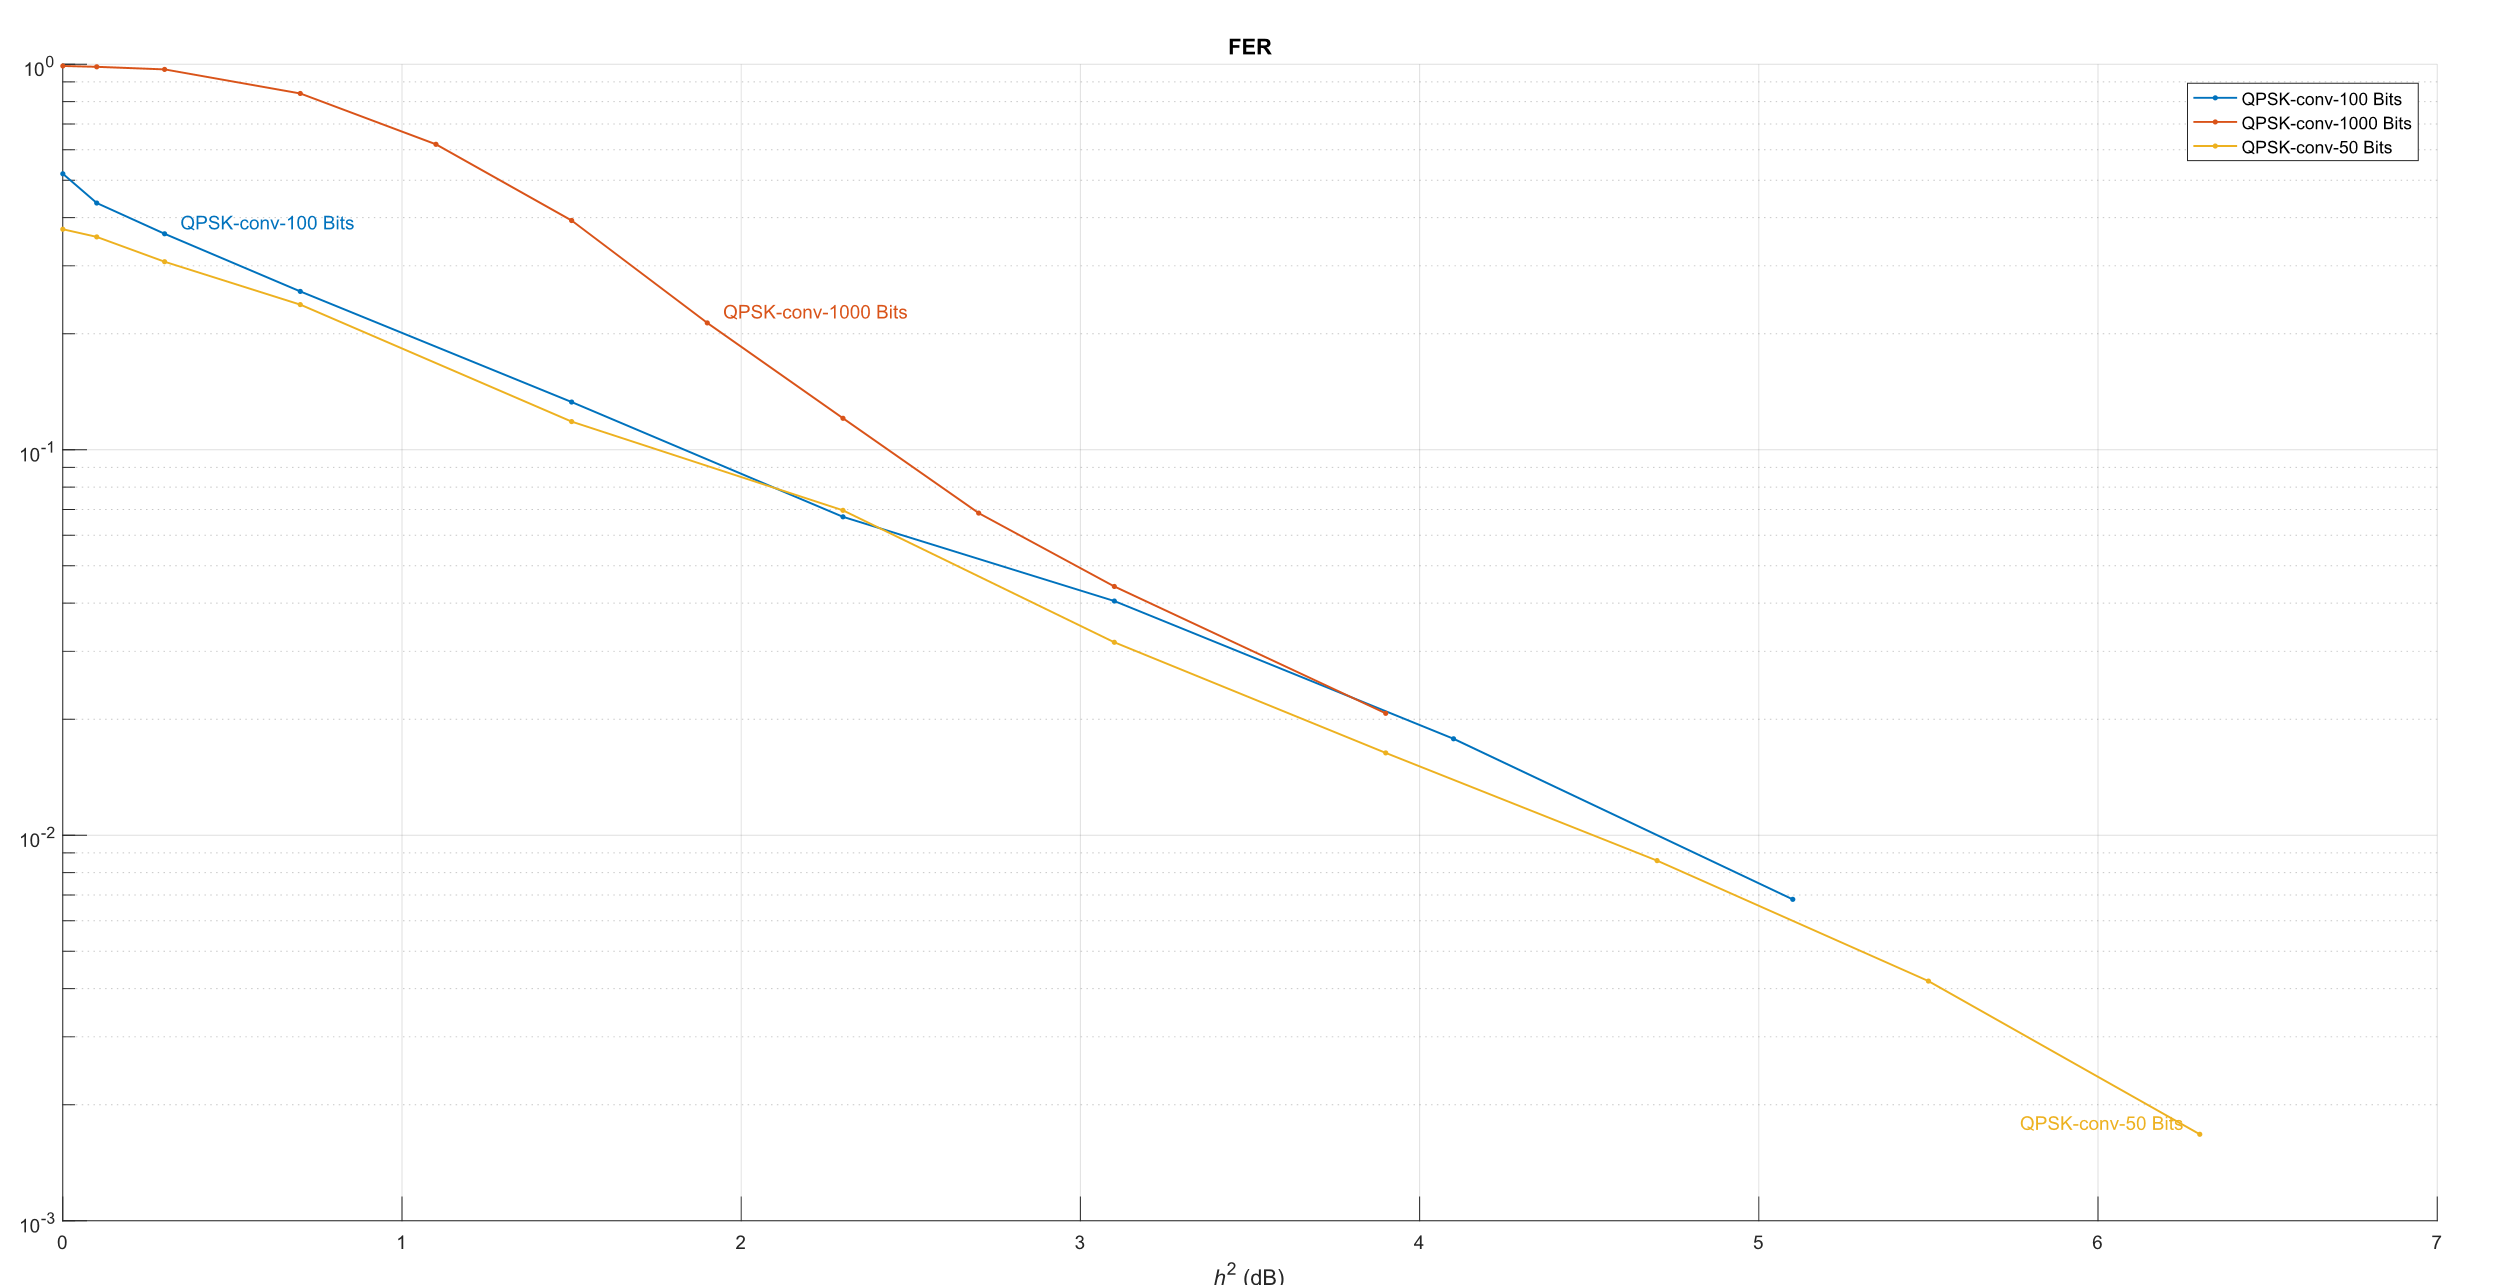 FER
10^0
QPSK-conv-100 Bits
QPSK-conv-1000 Bits
QPSK-conv-50 Bits
QPSK-conv-100 Bits
QPSK-conv-1000 Bits
10^-1
10^-2
QPSK-conv-50 Bits
10^-3
0 1 2 3 4 5 6 7
h^2 (dB)